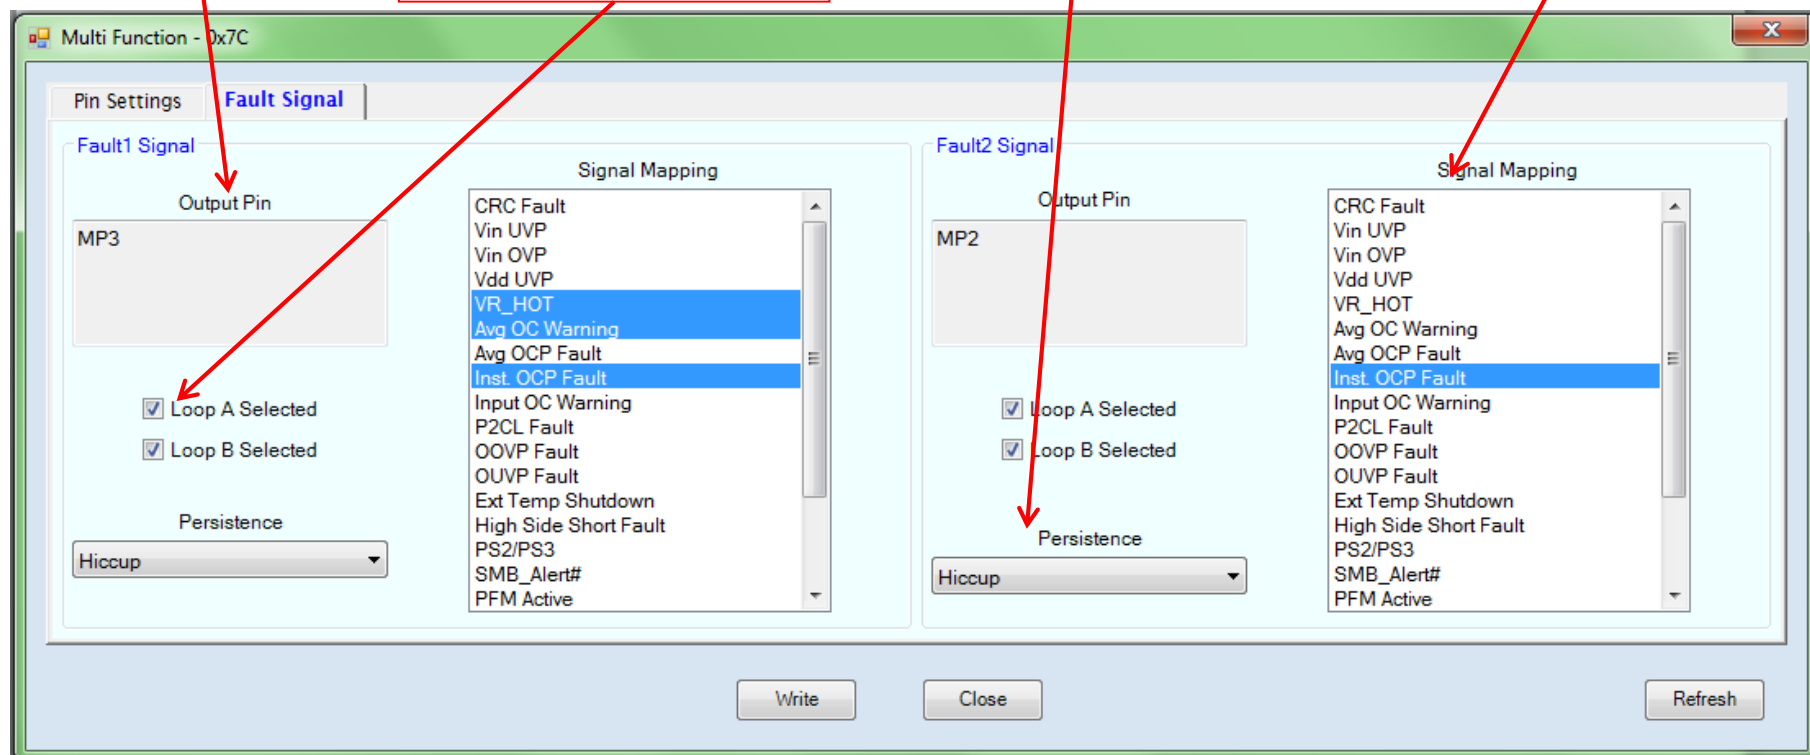 Multi Function - 0x7C
x
Pin Settings
Fault Signal
Fault1 Signal
Output Pin
MP3
Loop A Selected
Loop B Selected
Persistence
Hiccup
Signal Mapping
CRC Fault
Vin UVP
Vin OVP
Vdd UVP
VR_HOT
Avg OC Warning
Avg OCP Fault
Inst. OCP Fault
Input OC Warning
P2CL Fault
OOVP Fault
OUVP Fault
Ext Temp Shutdown
High Side Short Fault
PS2/PS3
SMB_Alert#
PFM Active
Fault2 Signal
Output Pin
MP2
Loop A Selected
Loop B Selected
Persistence
Hiccup
Signal Mapping
CRC Fault
Vin UVP
Vin OVP
Vdd UVP
VR_HOT
Avg OC Warning
Avg OCP Fault
Inst. OCP Fault
Input OC Warning
P2CL Fault
OOVP Fault
OUVP Fault
Ext Temp Shutdown
High Side Short Fault
PS2/PS3
SMB_Alert#
PFM Active
Write
Close
Refresh